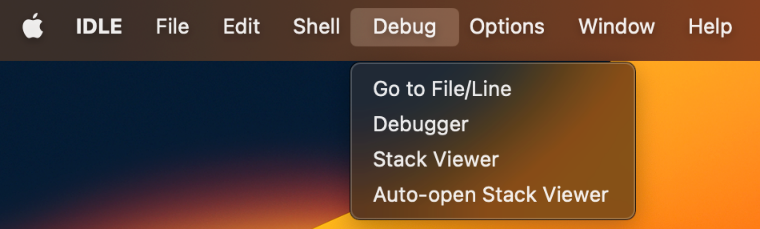 IDLE File Edit Shell Debug Options Window Help
Go to File/Line
Debugger
Stack Viewer
Auto-open Stack Viewer